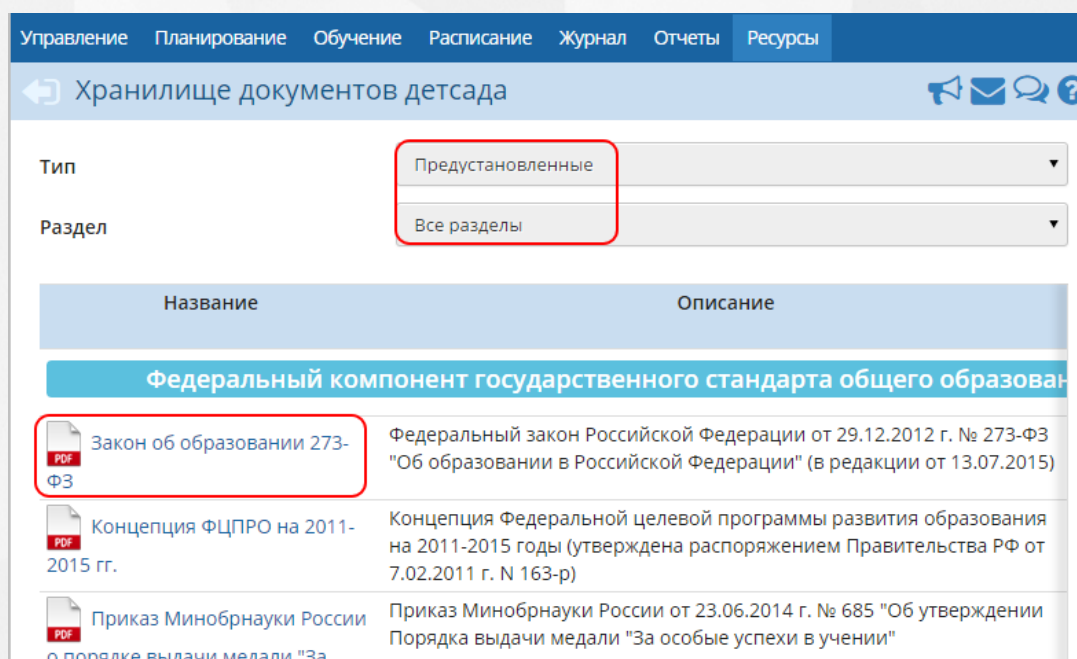 Управление Планирование Обучение Расписание Журнал Отчеты Ресурсы
Хранилище документов детсада
Тип
Предустановленные
Раздел
Все разделы
Название Описание
Федеральный компонент государственного стандарта общего образован
Закон об образовании 273-
ФЗ
Федеральный закон Российской Федерации от 29.12.2012 г. № 273-ФЗ
"Об образовании в Российской Федерации" (в редакции от 13.07.2015)
Концепция ФЦПРО на 2011-
2015 гг.
Концепция Федеральной целевой программы развития образования
на 2011-2015 годы (утверждена распоряжением Правительства РФ от
7.02.2011 г. N 163-р)
Приказ Минобрнауки России
о порядке выдачи медали "За
Приказ Минобрнауки России от 23.06.2014 г. № 685 "Об утверждении
Порядка выдачи медали "За особые успехи в учении"
PDF
PDF
PDF